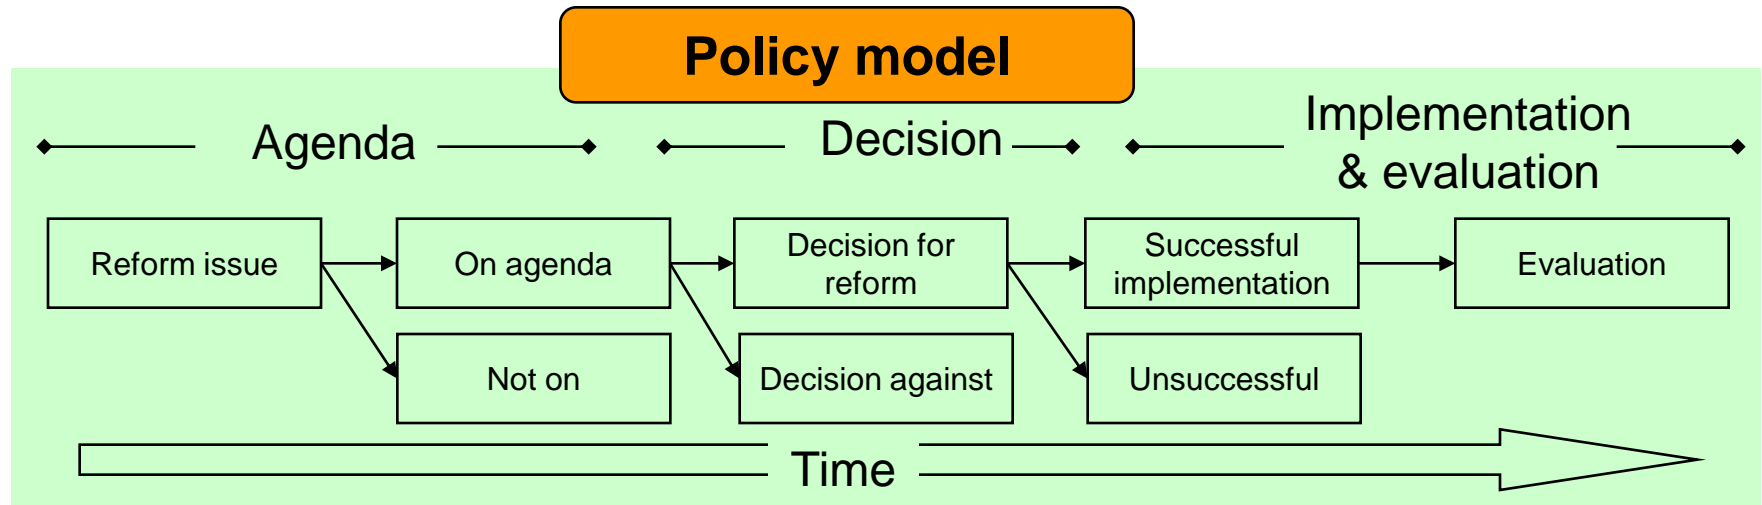 Policy model
Agenda
Decision
Implementation
& evaluation
Reform issue
On agenda
Decision for
reform
Successful
implementation
Evaluation
Not on
Decision against
Unsuccessful
Time